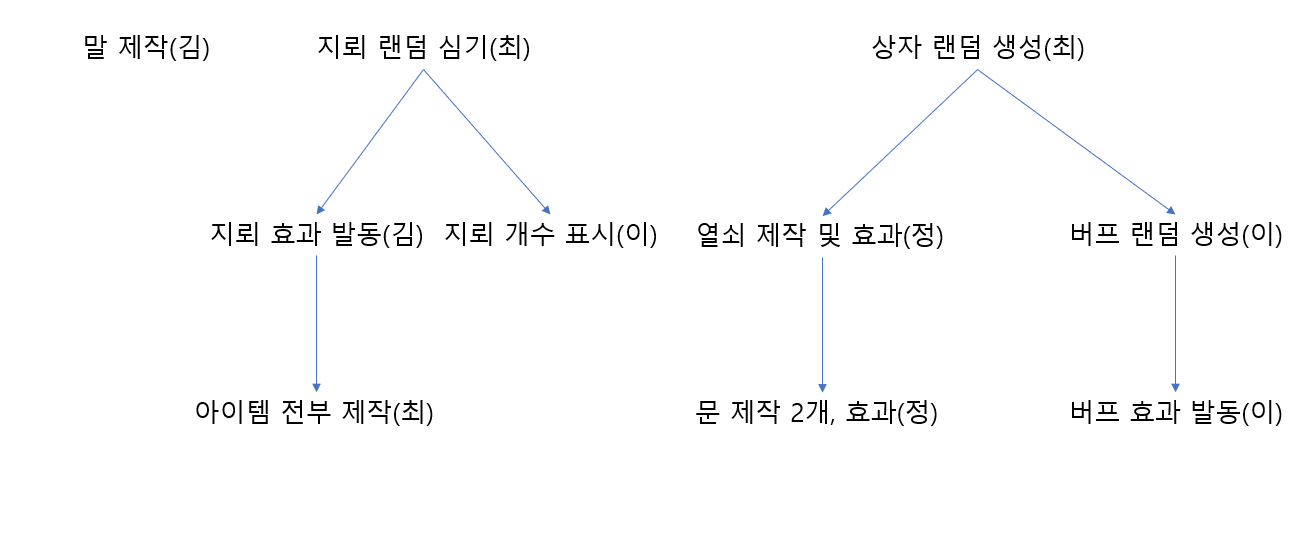 말 제작(김)
지뢰 랜덤 심기(최)
상자 랜덤 생성(최)
지뢰 효과 발동(김)
지뢰 개수 표시(이)
열쇠 제작 및 효과(정)
버프 랜덤 생성(이)
아이템 전부 제작(최)
문 제작 2개, 효과(정)
버프 효과 발동(이)